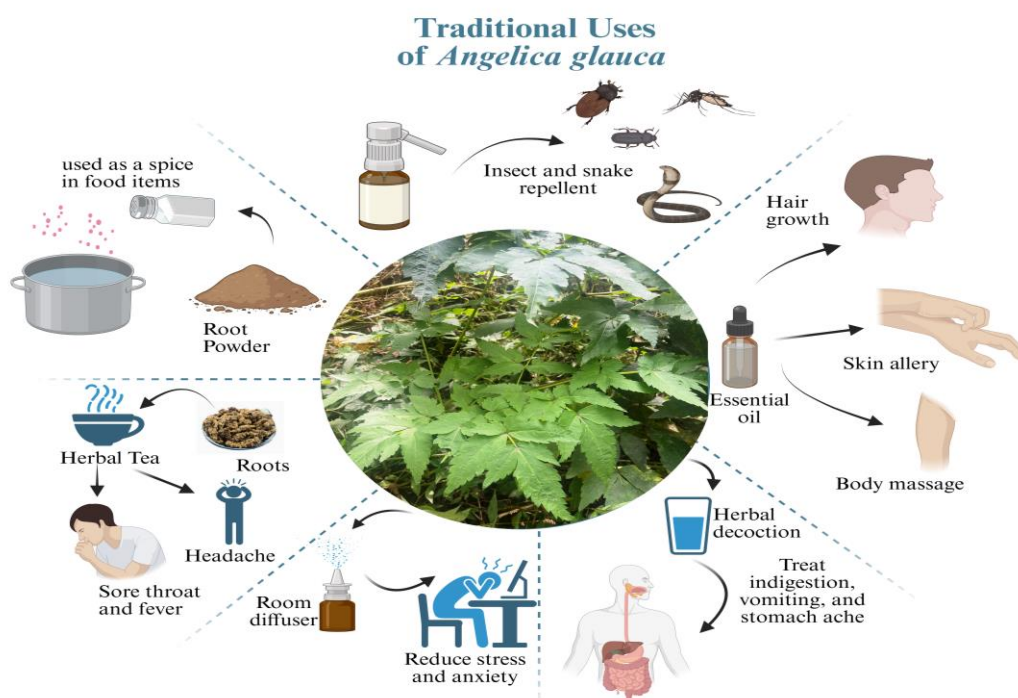 Traditional Uses
of Angelica glauca
used as a spice
in food items
Root
Powder
Insect and snake
repellent
Hair
growth
Essential
oil
Skin allery
Body massage
Herbal Tea
Roots
Headache
Sore throat
and fever
Room
diffuser
Reduce stress
and anxiety
Herbal
decoction
Treat
indigestion,
vomiting, and
stomach ache